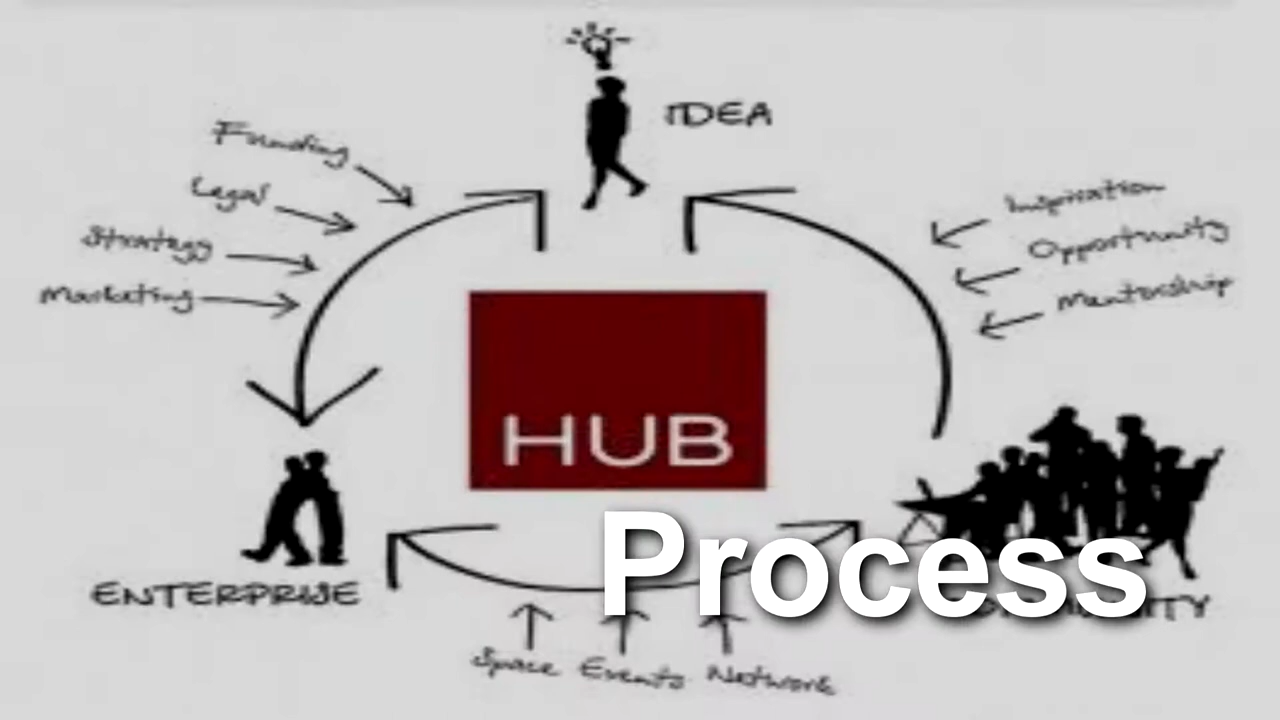 IDEA
Funding
Legal
Strategy
Marketing
Inspiration
Opportunity
Mentorship
HUB
Process
ENTERPRISE
Space Events Network